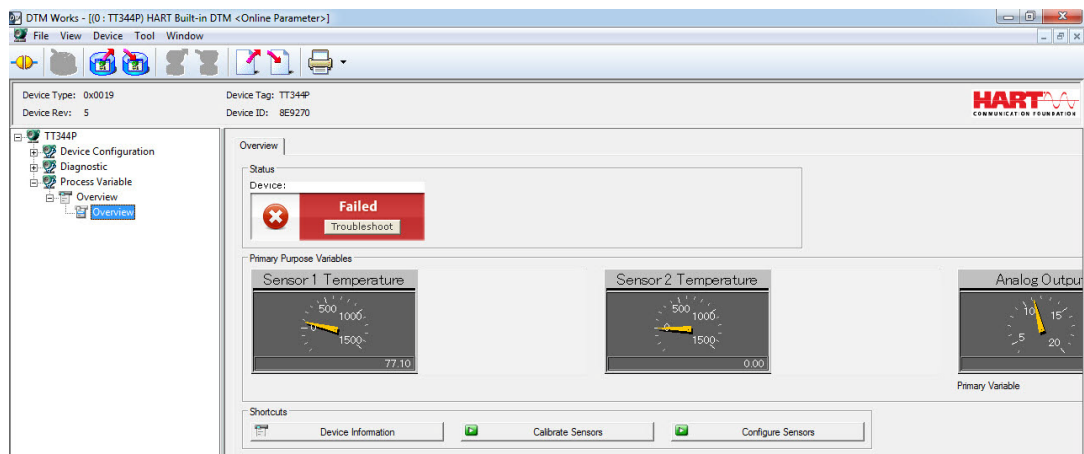 DTM Works - [(0 : TT344P) HART Built-in DTM <Online Parameter>]
File View Device Tool Window
Device Type: 0x0019
Device Tag: TT344P
Device Rev: 5
Device ID: 8E9270
HART
COMMUNICATION FOUNDATION
TT344P
Device Configuration
Diagnostic
Process Variable
Overview
Overview
Overview
Status
Device:
Failed
Troubleshoot
Primary Purpose Variables
Sensor 1 Temperature
0 500 1000 1500
77.10
Sensor 2 Temperature
0 500 1000 1500
0.00
Analog Outpu
5 10 15 20
Primary Variable
Shortcuts
Device Information
Calibrate Sensors
Configure Sensors